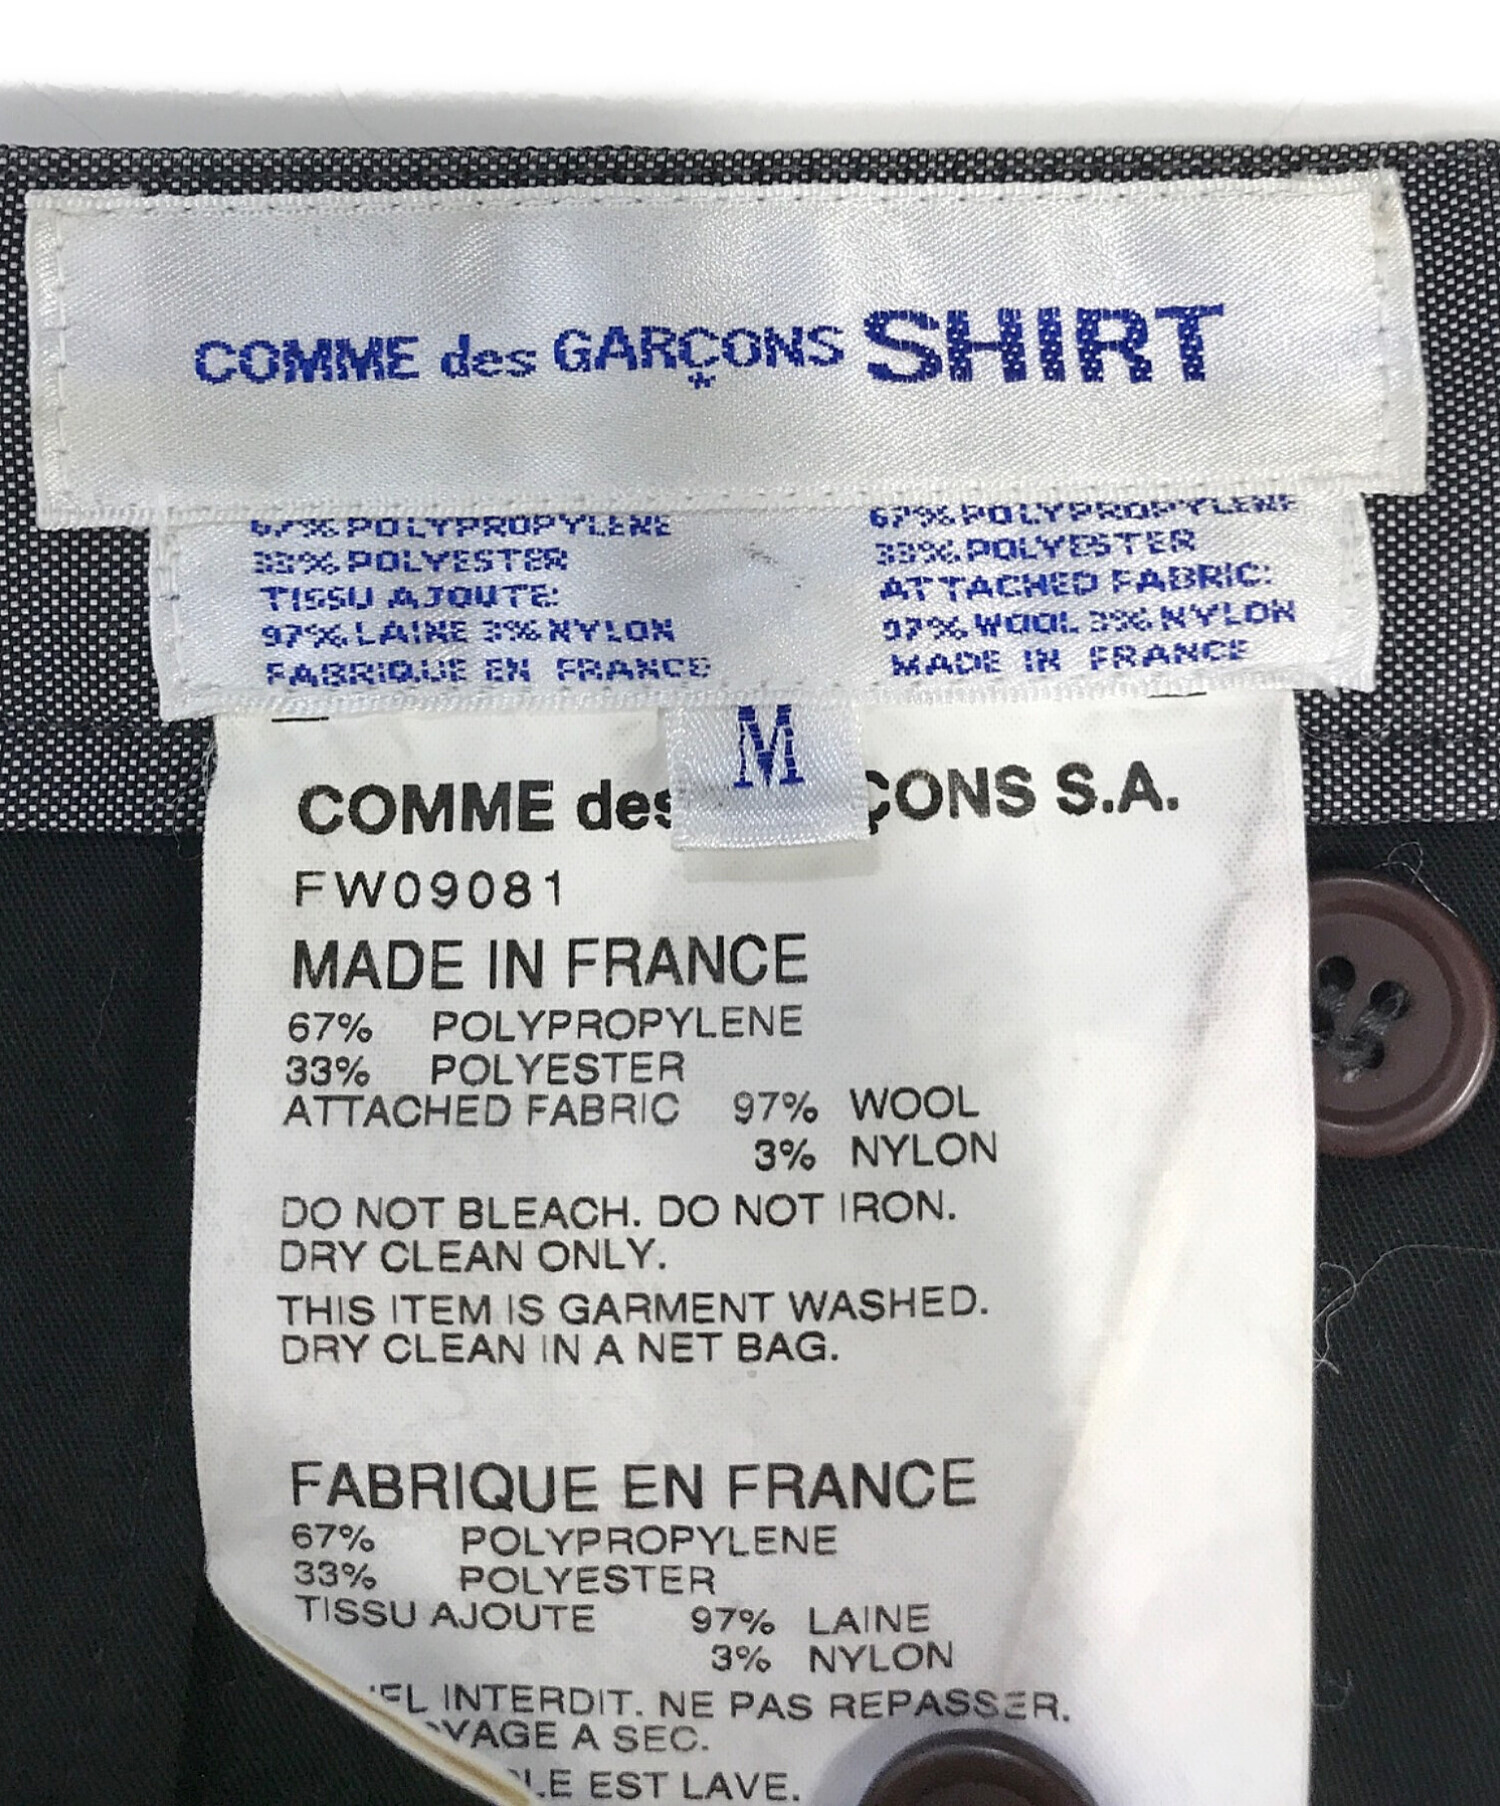 COMME des GARÇONS SHIRT
67% POLYPROPYLENE
33% POLYESTER
TISSU AJOUTE:
97% LAINE 3% NYLON
FABRIQUE EN FRANCE
67% POLYPROPYLENE
33% POLYESTER
ATTACHED FABRIC:
97% WOOL 3% NYLON
MADE IN FRANCE
M
COMME des ÇONS S.A.
FW09081
MADE IN FRANCE
67% POLYPROPYLENE
33% POLYESTER
ATTACHED FABRIC 97% WOOL
3% NYLON
DO NOT BLEACH. DO NOT IRON.
DRY CLEAN ONLY.
THIS ITEM IS GARMENT WASHED.
DRY CLEAN IN A NET BAG.
FABRIQUE EN FRANCE
67% POLYPROPYLENE
33% POLYESTER
TISSU AJOUTE 97% LAINE
3% NYLON
EL INTERDIT. NE PAS REPASSER.
YAGE A SEC.
LE EST LAVE.